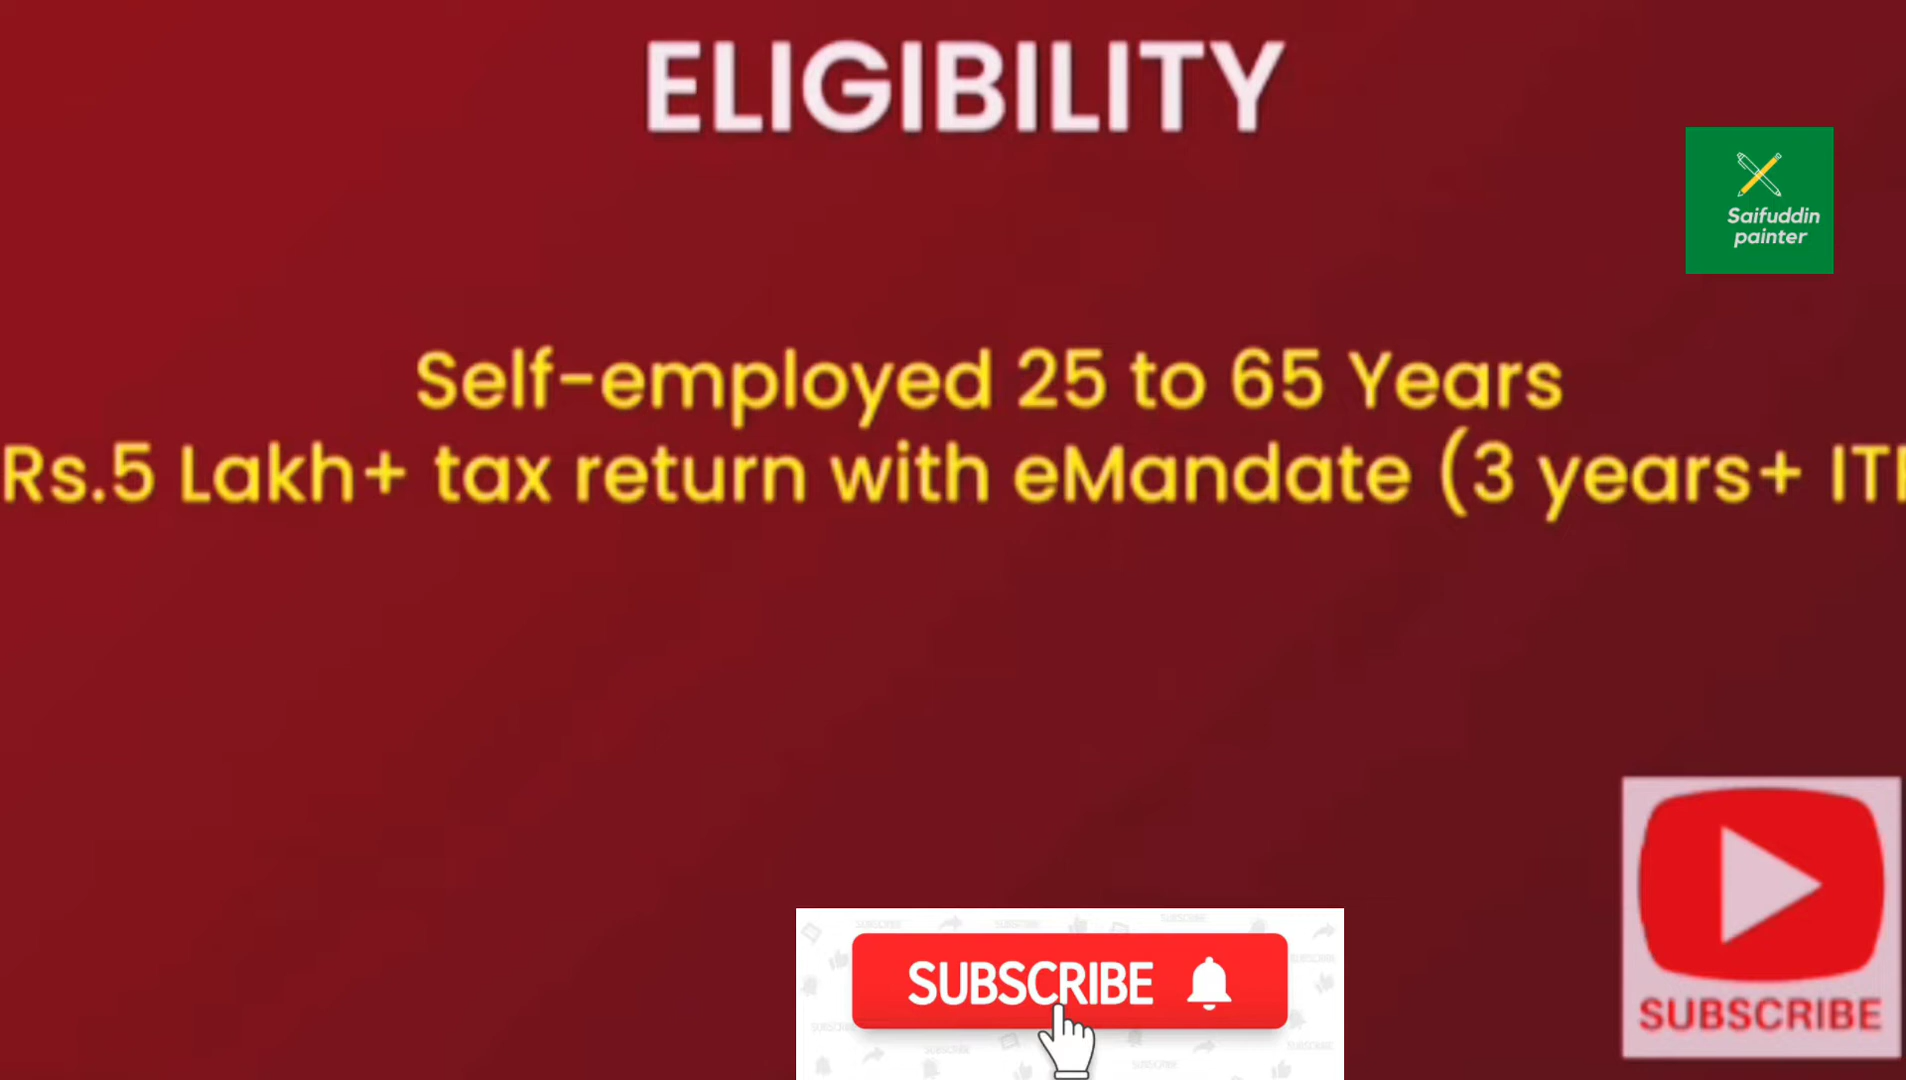 ELIGIBILITY
Saifuddin
painter
Self-employed 25 to 65 Years
Rs.5 Lakh+ tax return with eMandate (3 years+
SUBSCRIBE
SUBSCRIBE